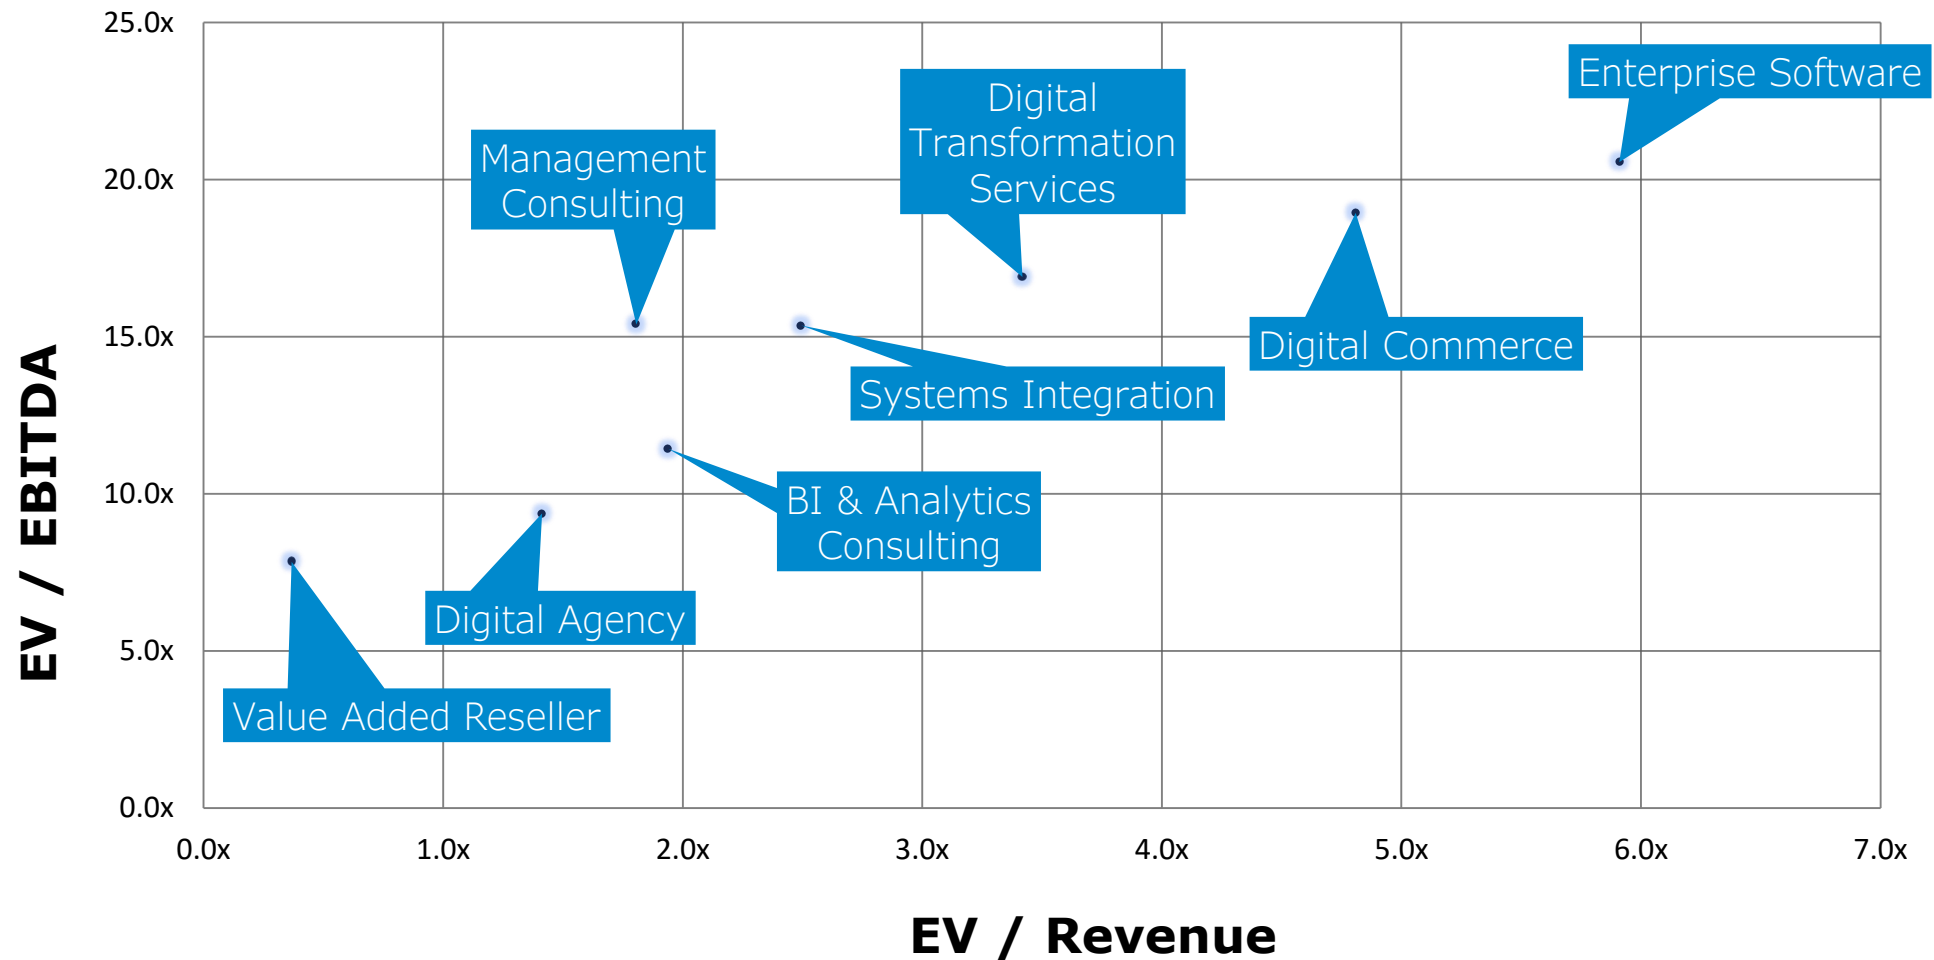 25.0x
20.0x
15.0x
10.0x
5.0x
0.0x
EV / EBITDA
Enterprise Software
Digital
Transformation
Services
Management
Consulting
Digital Commerce
Systems Integration
BI & Analytics
Consulting
Digital Agency
Value Added Reseller
0.0x 1.0x 2.0x 3.0x 4.0x 5.0x 6.0x 7.0x
EV / Revenue